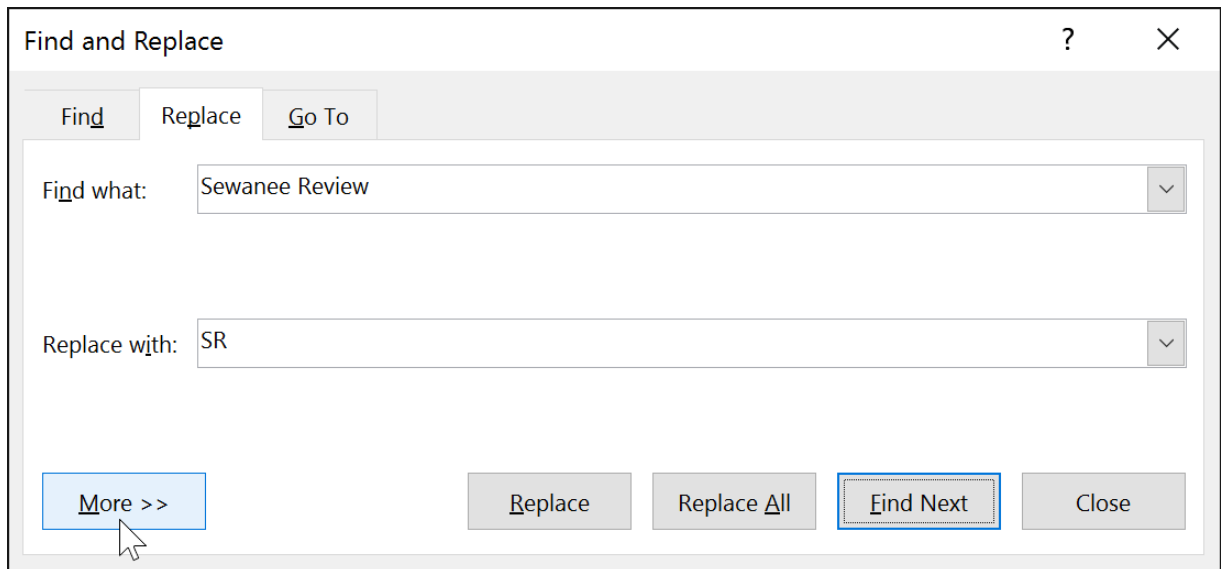 Find and Replace ?
Find Replace Go To
Find what: Sewanee Review
Replace with: SR
More >> Replace Replace All Find Next Close